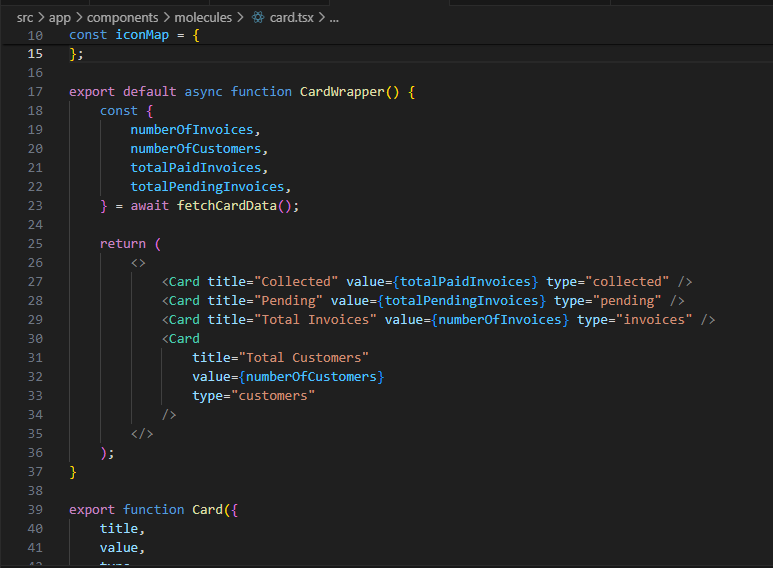 src > app > components > molecules > card.tsx > ...
10 const iconMap = {
15 };
16
17 export default async function CardWrapper() {
18 const {
19 numberOfInvoices,
20 numberOfCustomers,
21 totalPaidInvoices,
22 totalPendingInvoices,
23 } = await fetchCardData();
24
25 return (
26 <>
27 <Card title="Collected" value={totalPaidInvoices} type="collected" />
28 <Card title="Pending" value={totalPendingInvoices} type="pending" />
29 <Card title="Total Invoices" value={numberOfInvoices} type="invoices" />
30 <Card
31 title="Total Customers"
32 value={numberOfCustomers}
33 type="customers"
34 />
35 </>
36 );
37 }
38
39 export function Card({
40 title,
41 value,
42 type